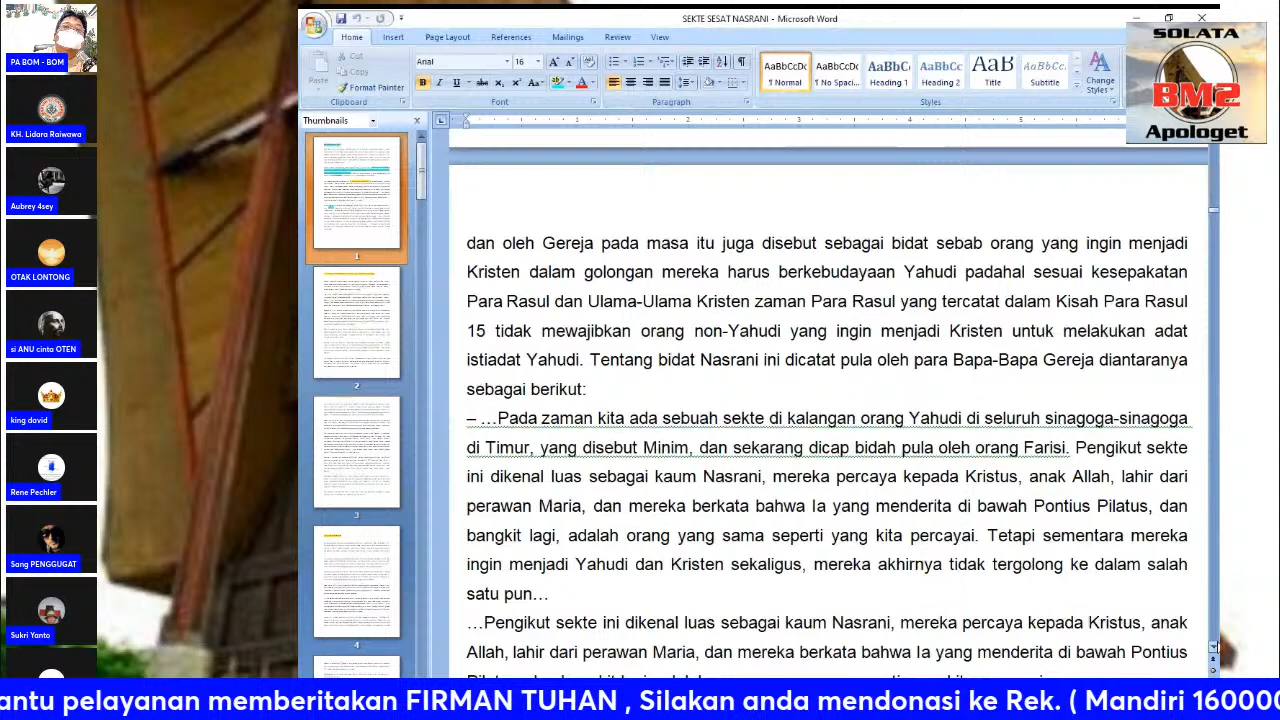 SEKTE SESAT NASRANI - Microsoft Word
Home Insert Page Layout References Mailings Review View
Paste
Cut
Copy
Format Painter
Clipboard
Arial 16
Font
Paragraph
AaBbCcDc AaBbCcDc AaBbC AaBbCc AaB AaBbCc.
¶ Normal ¶ No Spaci... Heading 1 Heading 2 Title Subtitle
Change Styles
Styles
SOLATA
BM2
Apologet
Thumbnails
1
2
3
4
PA BOM - BOM
KH. Lidara Raiwawa
Aubrey 4sey
OTAK LONTONG
si ANU cinta OTEN
king david
Rene Pechler
Sang PENGGUGAT
Sukri Yanto
dan oleh Gereja pada masa itu juga disebut sebagai bidat sebab orang yang ingin menjadi
Kristen dalam golongan mereka harus berkebudayaan Yahudi padahal sesuai kesepakatan
Para Rasul dan Ulama-Ulama Kristen zaman Para Rasul yang tercatat dalam Kisah Para Rasul
15 tidak mewajibkan orang non-Yahudi yang ingin menjadi Kristen untuk melakukan adat
istiadat Yahudi. Tentang bidat Nasrani ini dicatat pula oleh para Bapa-Bapa Gereja diantaranya
sebagai berikut:
– …Pada zaman kita ada sebuah sekte di kalangan orang Yahudi di seluruh sinagoga-sinagoga
di Timur, yang disebut Minim, dan sekarang dicap bidah pula oleh orang Farisi. Pengikut sekte
ini dikenal luas sebagai kaum Nasrani, mereka percaya kepada Kristus, anak Allah, lahir dari
perawan Maria, dan mereka berkata bahwa Ia yang menderita di bawah Pontius Pilatus, dan
bangkit lagi, adalah orang yang sama seperti yang kita percayai. Tetapi sementara mereka
ingin menjadi Yahudi dan Kristen sekaligus, mereka akhirnya tidak tergolong ke dalam salah
satu pun…
…Pengikut sekte ini dikenal luas sebagai kaum Nasrani, mereka percaya kepada Kristus, anak
Allah, lahir dari perawan Maria, dan mereka berkata bahwa Ia yang menderita di bawah Pontius
antu pelayanan memberitakan FIRMAN TUHAN , Silakan anda mendonasi ke Rek. ( Mandiri 160000